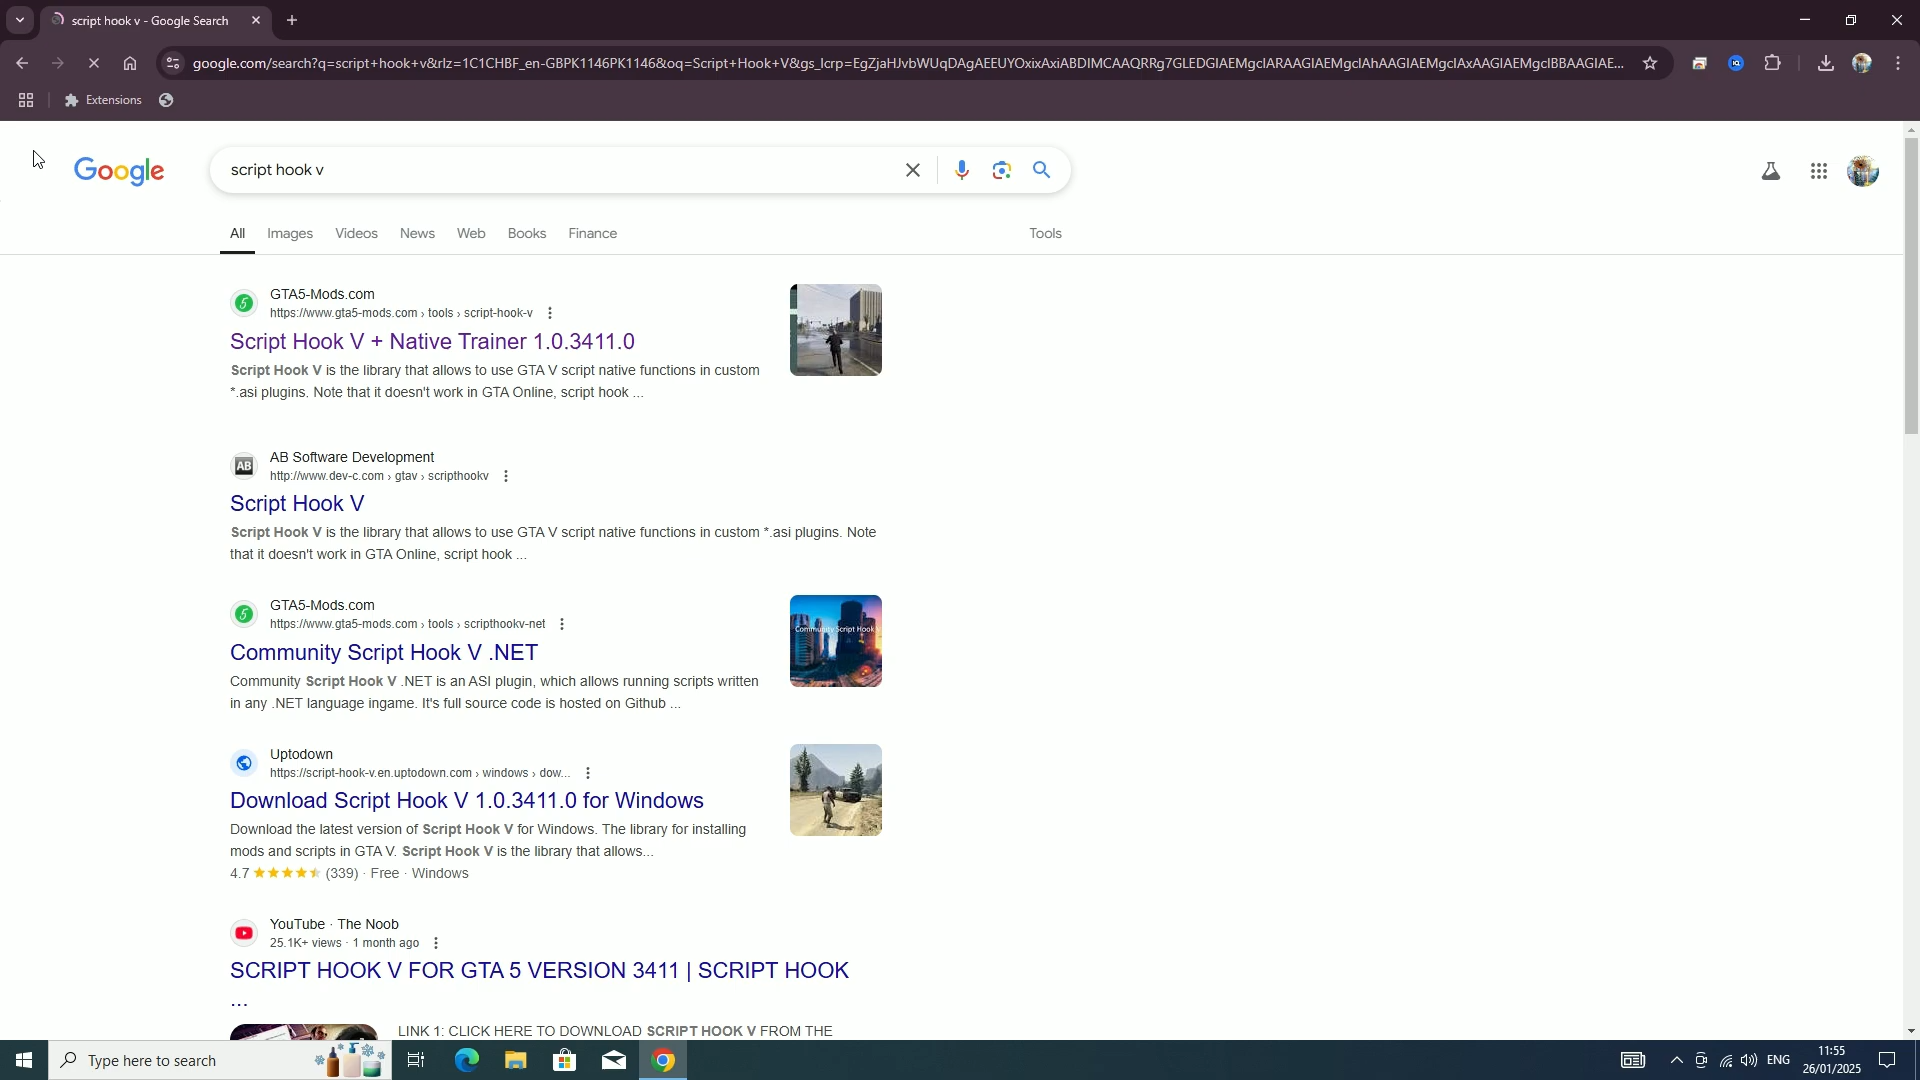 script hook v - Google Search
google.com/search?q=script+hook+v&rlz=1C1CHBF_en-GBPK1146PK1146&oq=Script+Hook+V&gs_lcrp=EgZjaHJvbWUqDAgAEEUYOxixAxiABDIMCAAQRRg7GLEDGIAEMgcIARAAGIAEMgcIAhAAGIAEMgcIAxAAGIAEMgcIBBAAGIAE...
Extensions
Google
script hook v
All Images Videos News Web Books Finance Tools
GTA5-Mods.com
https://www.gta5-mods.com › tools › script-hook-v
Script Hook V + Native Trainer 1.0.3411.0
Script Hook V is the library that allows to use GTA V script native functions in custom
*.asi plugins. Note that it doesn't work in GTA Online, script hook ...
AB
AB Software Development
http://www.dev-c.com › gtav › scripthookv
Script Hook V
Script Hook V is the library that allows to use GTA V script native functions in custom *.asi plugins. Note
that it doesn't work in GTA Online, script hook ...
GTA5-Mods.com
https://www.gta5-mods.com › tools › scripthookv-net
Community Script Hook V .NET
Community Script Hook V .NET is an ASI plugin, which allows running scripts written
in any .NET language ingame. It's full source code is hosted on Github ...
Community Script Hook
Uptodown
https://script-hook-v.en.uptodown.com › windows › dow...
Download Script Hook V 1.0.3411.0 for Windows
Download the latest version of Script Hook V for Windows. The library for installing
mods and scripts in GTA V. Script Hook V is the library that allows...
4.7 (339) · Free · Windows
YouTube · The Noob
25.1K+ views · 1 month ago
SCRIPT HOOK V FOR GTA 5 VERSION 3411 | SCRIPT HOOK
...
LINK 1: CLICK HERE TO DOWNLOAD SCRIPT HOOK V FROM THE
Type here to search
ENG
11:55
26/01/2025